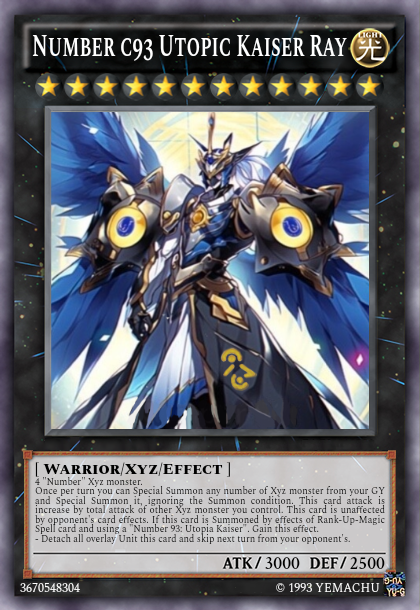 NUMBER C93 UTOPIC KAISER RAY
LIGHT
光
[ WARRIOR/XYZ/EFFECT ]
4 "Number" Xyz monster.
Once per turn you can Special Summon any number of Xyz monster from your GY
and Special Summon it, ignoring the Summon condition. This card attack is
increase by total attack of other Xyz monster you control. This card is unaffected
by opponent's card effects. If this card is Summoned by effects of Rank-Up-Magic
Spell card and using a "Number 93: Utopia Kaiser". Gain this effect.
- Detach all overlay Unit this card and skip next turn from your opponent's.
ATK/ 3000 DEF/ 2500
3670548304
© 1993 YEMACHU